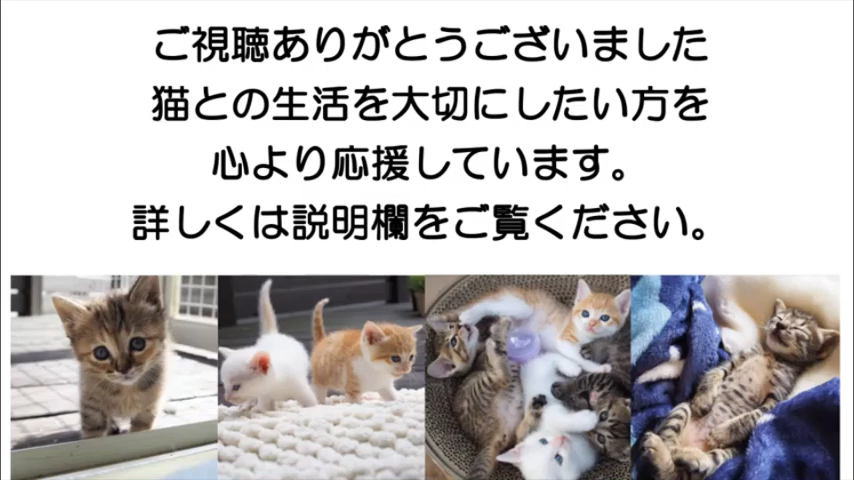 ご視聴ありがとうございました
猫との生活を大切にしたい方を
心より応援しています。
詳しくは説明欄をご覧ください。